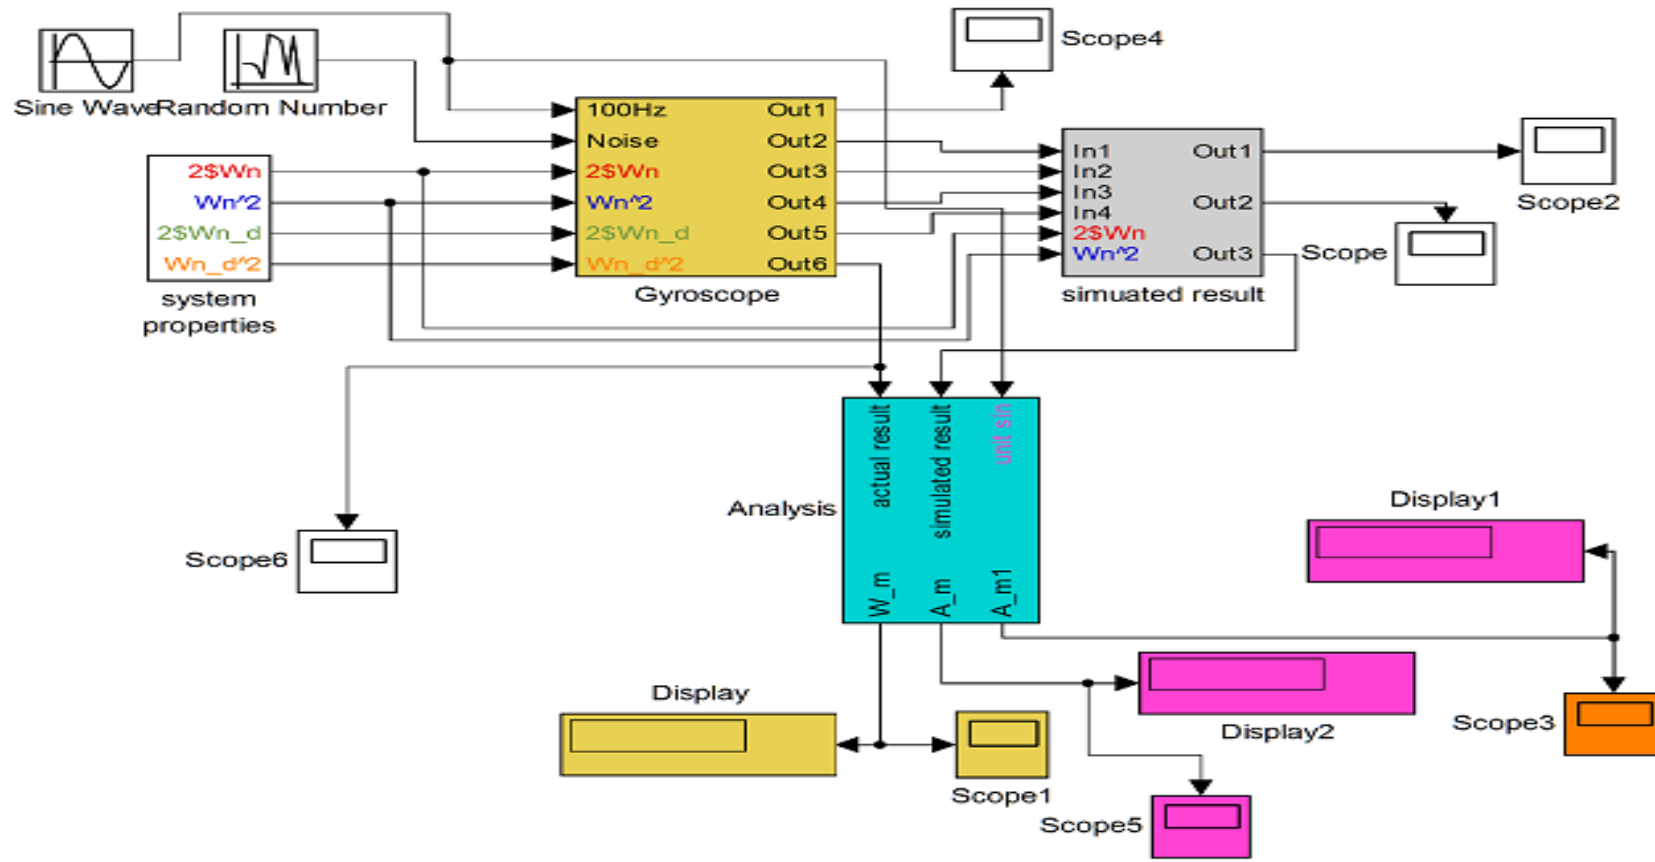 Scope4
Sine Wave
Random Number
100Hz
Noise
2$Wn
Wn^2
2$Wn_d
Wn_d^2
Out1
Out2
Out3
Out4
Out5
Out6
Gyroscope
2$Wn
Wn^2
2$Wn_d
Wn_d^2
system
properties
In1
In2
In3
In4
2$Wn
Wn^2
Out1
Out2
Out3
simuated result
Scope2
Scope
actual result
simulated result
unit sin
W_m
A_m
A_m1
Analysis
Scope6
Display1
Display
Scope1
Display2
Scope3
Scope5